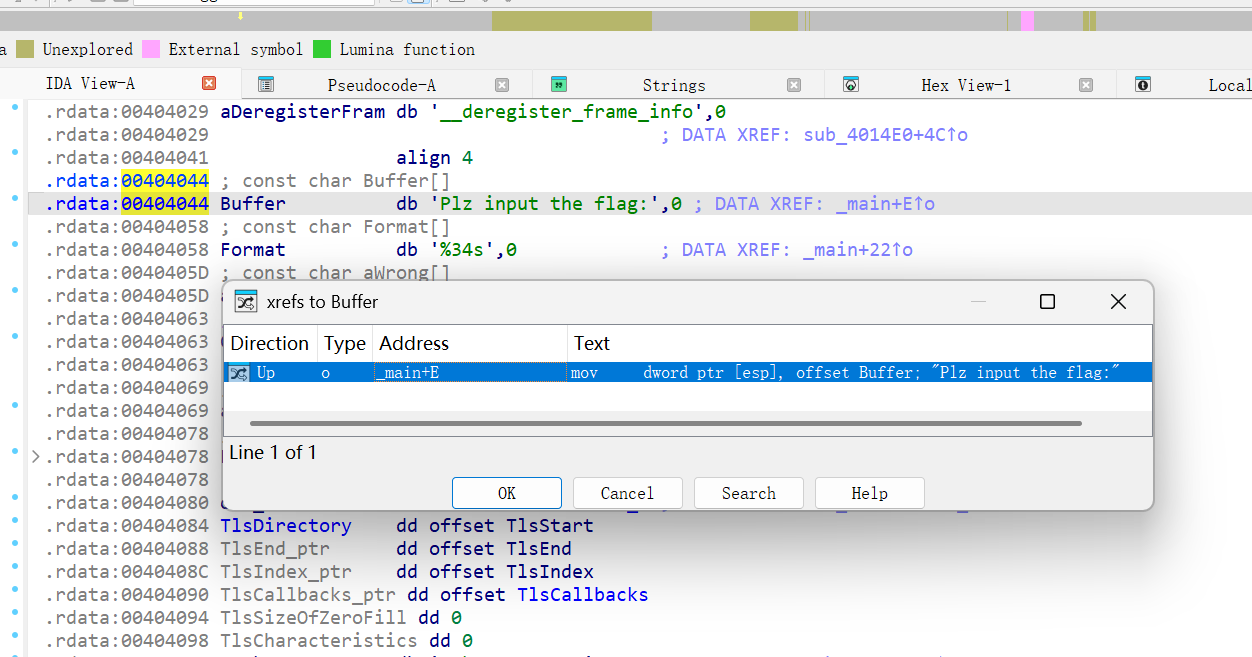 Unexplored External symbol Lumina function
IDA View-A Pseudocode-A Strings Hex View-1 Local
.rdata:00404029 aDeregisterFram db '__deregister_frame_info',0
.rdata:00404029 ; DATA XREF: sub_4014E0+4C↑o
.rdata:00404041 align 4
.rdata:00404044 ; const char Buffer[]
.rdata:00404044 Buffer db 'Plz input the flag:',0 ; DATA XREF: _main+E↑o
.rdata:00404058 ; const char Format[]
.rdata:00404058 Format db '%34s',0 ; DATA XREF: _main+22↑o
.rdata:0040405D ; const char aWrong[]
.rdata:0040405D
.rdata:00404063
.rdata:00404063
.rdata:00404063
.rdata:00404069
.rdata:00404069
.rdata:00404078
.rdata:00404078
.rdata:00404078
.rdata:00404080
xrefs to Buffer
Direction Type Address Text
Up o _main+E mov dword ptr [esp], offset Buffer; "Plz input the flag:"
Line 1 of 1
OK Cancel Search Help
.rdata:00404084 TlsDirectory dd offset TlsStart
.rdata:00404088 TlsEnd_ptr dd offset TlsEnd
.rdata:0040408C TlsIndex_ptr dd offset TlsIndex
.rdata:00404090 TlsCallbacks_ptr dd offset TlsCallbacks
.rdata:00404094 TlsSizeOfZeroFill dd 0
.rdata:00404098 TlsCharacteristics dd 0